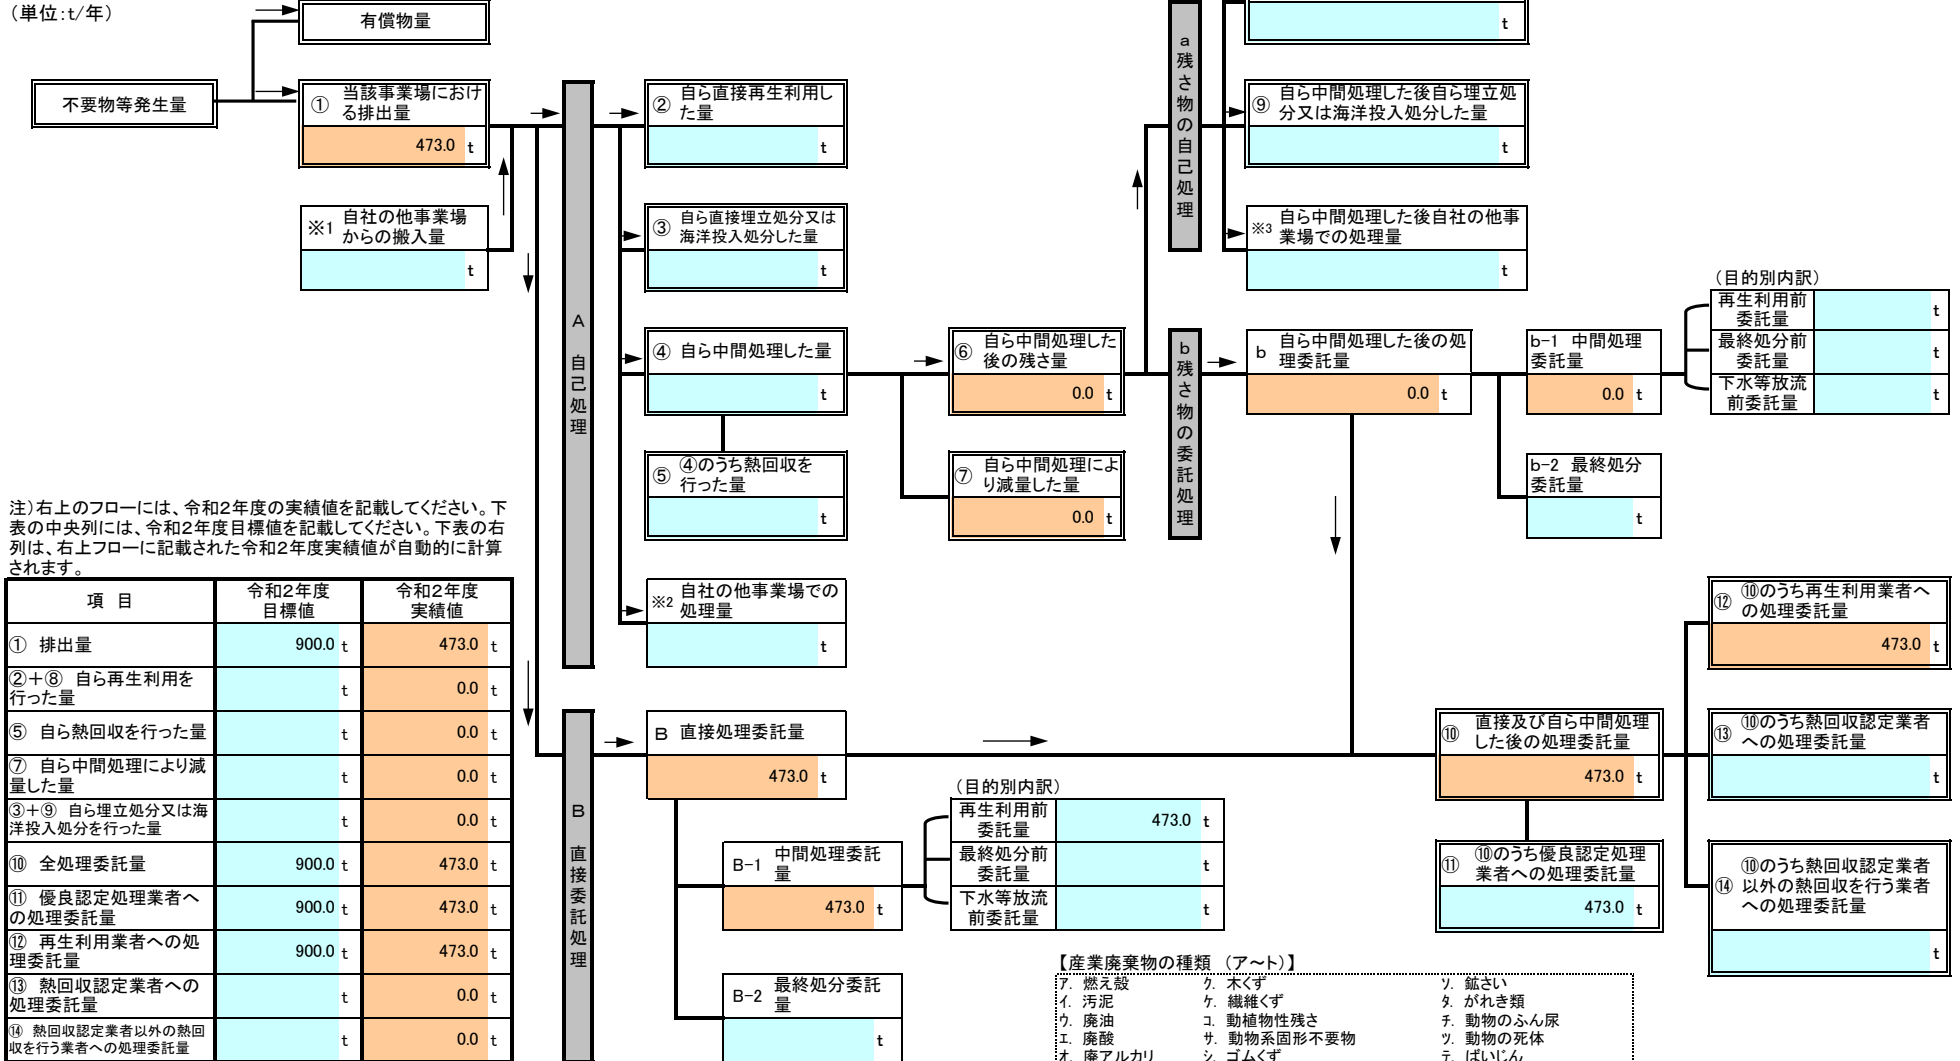 （単位:t/年）
有償物量
不要物等発生量
① 当該事業場におけ
る排出量
473.0 t
※1 自社の他事業場
からの搬入量
t
A 自己処理
② 自ら直接再生利用し
た量
t
③ 自ら直接埋立処分又は
海洋投入処分した量
t
④ 自ら中間処理した量
t
⑤ ④のうち熱回収を
行った量
t
※2 自社の他事業場での
処理量
t
⑥ 自ら中間処理した
後の残さ量
0.0 t
⑦ 自ら中間処理によ
り減量した量
0.0 t
a 残さ物の自己処理
t
⑨ 自ら中間処理した後自ら埋立処
分又は海洋投入処分した量
t
※3 自ら中間処理した後自社の他事
業場での処理量
t
b 残さ物の委託処理
b 自ら中間処理した後の処
理委託量
0.0 t
b-1 中間処理
委託量
0.0 t
b-2 最終処分
委託量
t
（目的別内訳）
再生利用前
委託量
t
最終処分前
委託量
t
下水等放流
前委託量
t
注）右上のフローには、令和2年度の実績値を記載してください。下
表の中央列には、令和2年度目標値を記載してください。下表の右
列は、右上フローに記載された令和2年度実績値が自動的に計算
されます。
項 目
令和2年度
目標値
令和2年度
実績値
① 排出量 900.0 t 473.0 t
②＋⑧ 自ら再生利用を
行った量
t 0.0 t
⑤ 自ら熱回収を行った量 t 0.0 t
⑦ 自ら中間処理により減
量した量
t 0.0 t
③＋⑨ 自ら埋立処分又は海
洋投入処分を行った量
t 0.0 t
⑩ 全処理委託量 900.0 t 473.0 t
⑪ 優良認定処理業者へ
の処理委託量
900.0 t 473.0 t
⑫ 再生利用業者への処
理委託量
900.0 t 473.0 t
⑬ 熱回収認定業者への
処理委託量
t 0.0 t
⑭ 熱回収認定業者以外の熱回
収を行う業者への処理委託量
t 0.0 t
B 直接委託処理
B 直接処理委託量
473.0 t
B-1 中間処理委託
量
473.0 t
B-2 最終処分委託
量
t
（目的別内訳）
再生利用前
委託量
473.0 t
最終処分前
委託量
t
下水等放流
前委託量
t
⑩ 直接及び自ら中間処理
した後の処理委託量
473.0 t
⑪ ⑩のうち優良認定処理
業者への処理委託量
473.0 t
⑫ ⑩のうち再生利用業者へ
の処理委託量
473.0 t
⑬ ⑩のうち熱回収認定業者
への処理委託量
t
⑭ ⑩のうち熱回収認定業者
以外の熱回収を行う業者
への処理委託量
t
【産業廃棄物の種類 （ア～ト）】
ア. 燃え殻 ク. 木くず ソ. 鉱さい
イ. 汚泥 ケ. 繊維くず タ. がれき類
ウ. 廃油 コ. 動植物性残さ チ. 動物のふん尿
エ. 廃酸 サ. 動物系固形不要物 ツ. 動物の死体
オ. 廃アルカリ シ. ゴムくず テ. ばいじん